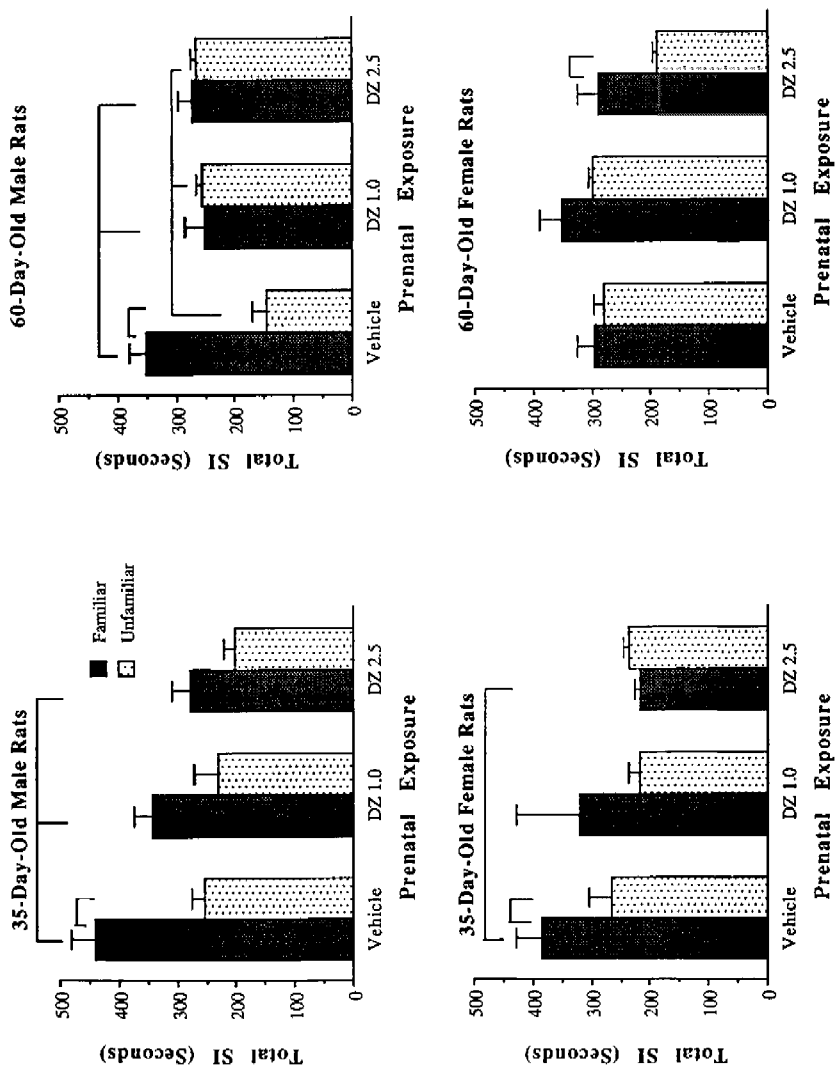 35-Day-Old Male Rats
Familiar
Unfamiliar
Total SI (Seconds)
500
400
300
200
100
0
Vehicle
DZ 1.0
DZ 2.5
Prenatal Exposure
60-Day-Old Male Rats
Total SI (Seconds)
500
400
300
200
100
0
Vehicle
DZ 1.0
DZ 2.5
Prenatal Exposure
35-Day-Old Female Rats
Total SI (Seconds)
500
400
300
200
100
0
Vehicle
DZ 1.0
DZ 2.5
Prenatal Exposure
60-Day-Old Female Rats
Total SI (Seconds)
500
400
300
200
100
0
Vehicle
DZ 1.0
DZ 2.5
Prenatal Exposure